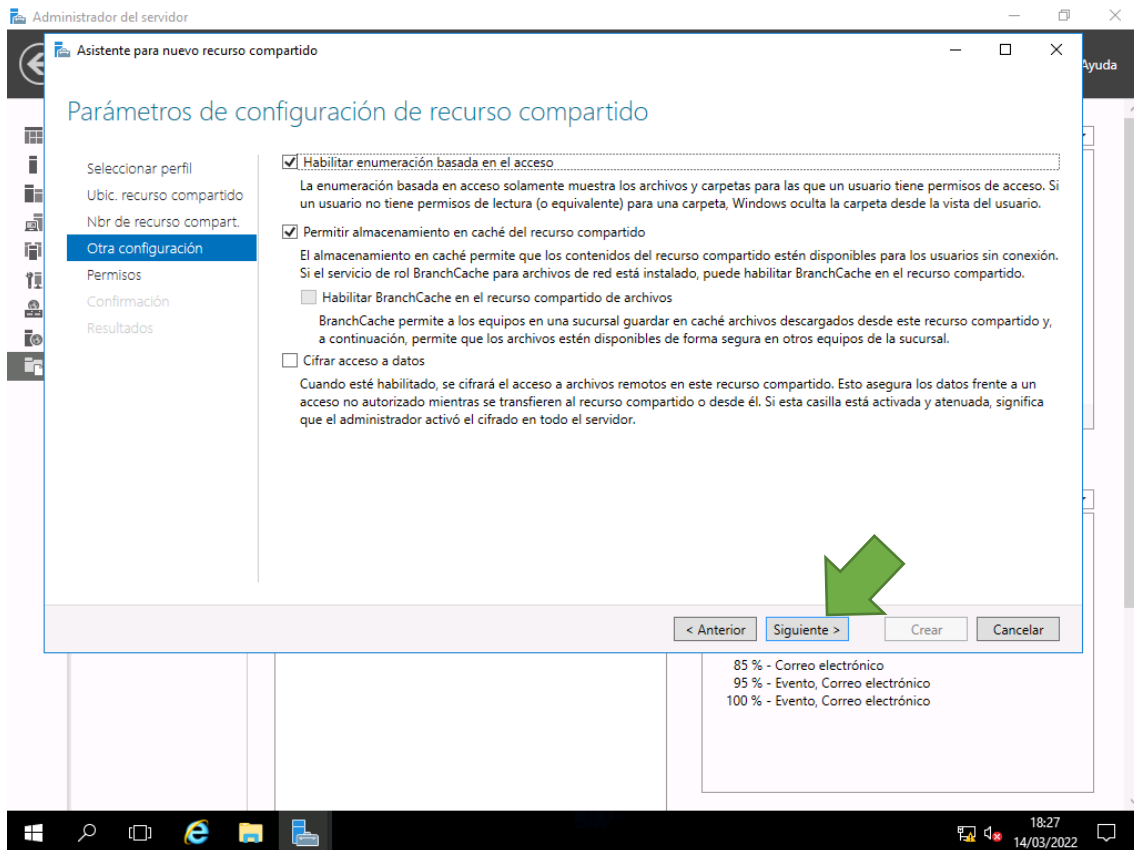 Administrador del servidor
Asistente para nuevo recurso compartido
Ayuda
Parámetros de configuración de recurso compartido
Seleccionar perfil
Ubic. recurso compartido
Nbr de recurso compart.
Otra configuración
Permisos
Confirmación
Resultados
Habilitar enumeración basada en el acceso
La enumeración basada en acceso solamente muestra los archivos y carpetas para las que un usuario tiene permisos de acceso. Si
un usuario no tiene permisos de lectura (o equivalente) para una carpeta, Windows oculta la carpeta desde la vista del usuario.
Permitir almacenamiento en caché del recurso compartido
El almacenamiento en caché permite que los contenidos del recurso compartido estén disponibles para los usuarios sin conexión.
Si el servicio de rol BranchCache para archivos de red está instalado, puede habilitar BranchCache en el recurso compartido.
Habilitar BranchCache en el recurso compartido de archivos
BranchCache permite a los equipos en una sucursal guardar en caché archivos descargados desde este recurso compartido y,
a continuación, permite que los archivos estén disponibles de forma segura en otros equipos de la sucursal.
Cifrar acceso a datos
Cuando esté habilitado, se cifrará el acceso a archivos remotos en este recurso compartido. Esto asegura los datos frente a un
acceso no autorizado mientras se transfieren al recurso compartido o desde él. Si esta casilla está activada y atenuada, significa
que el administrador activó el cifrado en todo el servidor.
< Anterior
Siguiente >
Crear
Cancelar
85 % - Correo electrónico
95 % - Evento, Correo electrónico
100 % - Evento, Correo electrónico
18:27
14/03/2022